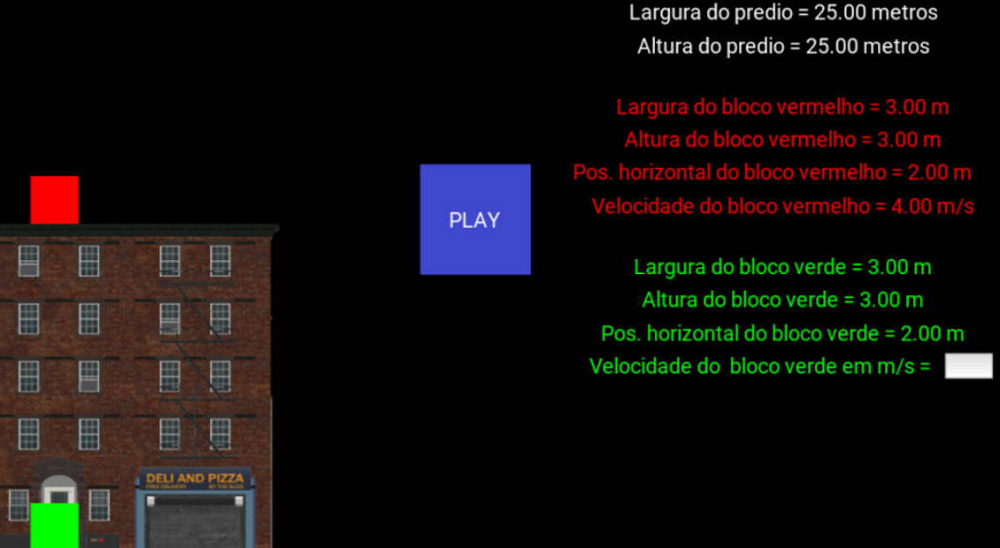 Largura do predio = 25.00 metros
Altura do predio = 25.00 metros
Largura do bloco vermelho = 3.00 m
Altura do bloco vermelho = 3.00 m
Pos. horizontal do bloco vermelho = 2.00 m
Velocidade do bloco vermelho = 4.00 m/s
PLAY
Largura do bloco verde = 3.00 m
Altura do bloco verde = 3.00 m
Pos. horizontal do bloco verde = 2.00 m
Velocidade do  bloco verde em m/s =
DELI AND PIZZA
FREE DELIVERY BY THE SLICE